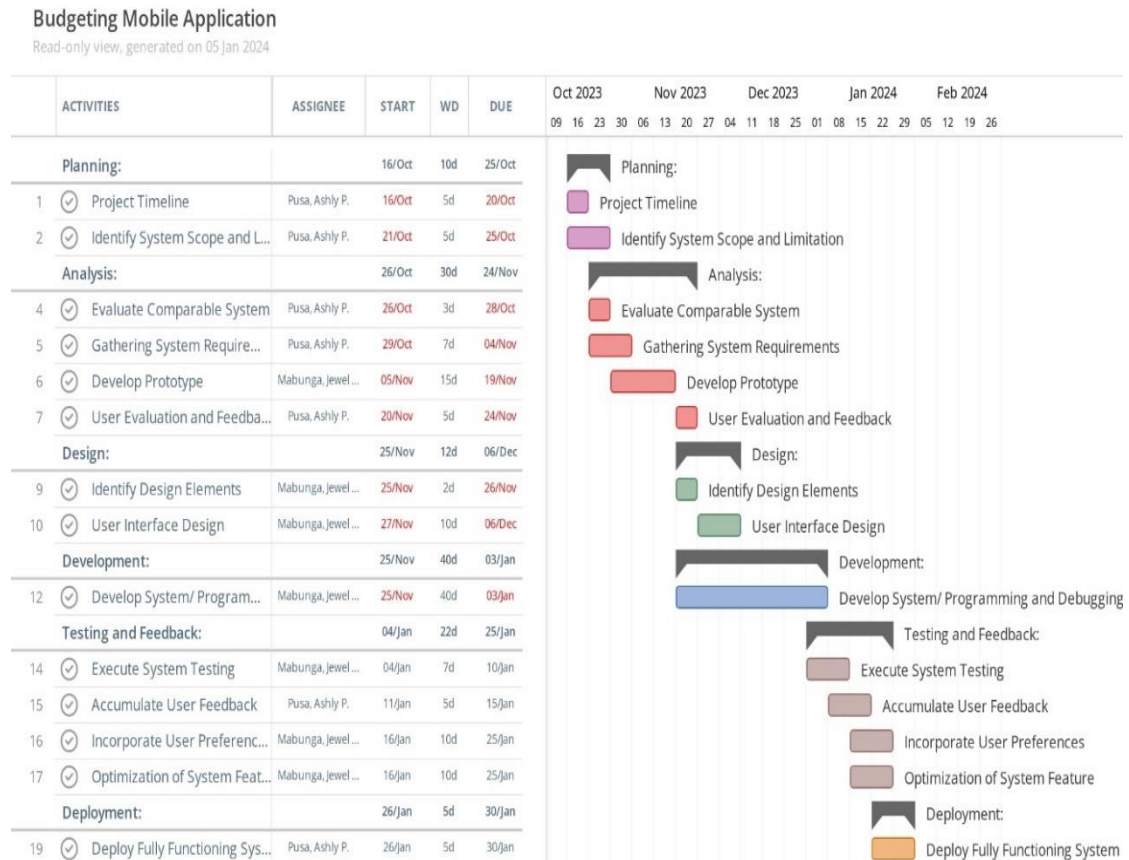 Budgeting Mobile Application
Read-only view, generated on 05 Jan 2024
ACTIVITIES ASSIGNEE START WD DUE Oct 2023 Nov 2023 Dec 2023 Jan 2024 Feb 2024
09 16 23 30 06 13 20 27 04 11 18 25 01 08 15 22 29 05 12 19 26
Planning: 16/Oct 10d 25/Oct Planning:
1 Project Timeline Pusa, Ashly P. 16/Oct 5d 20/Oct Project Timeline
2 Identify System Scope and L... Pusa, Ashly P. 21/Oct 5d 25/Oct Identify System Scope and Limitation
Analysis: 26/Oct 30d 24/Nov Analysis:
4 Evaluate Comparable System Pusa, Ashly P. 26/Oct 3d 28/Oct Evaluate Comparable System
5 Gathering System Require... Pusa, Ashly P. 29/Oct 7d 04/Nov Gathering System Requirements
6 Develop Prototype Mabunga, Jewel ... 05/Nov 15d 19/Nov Develop Prototype
7 User Evaluation and Feedba... Pusa, Ashly P. 20/Nov 5d 24/Nov User Evaluation and Feedback
Design: 25/Nov 12d 06/Dec Design:
9 Identify Design Elements Mabunga, Jewel ... 25/Nov 2d 26/Nov Identify Design Elements
10 User Interface Design Mabunga, Jewel ... 27/Nov 10d 06/Dec User Interface Design
Development: 25/Nov 40d 03/Jan Development:
12 Develop System/ Program... Mabunga, Jewel ... 25/Nov 40d 03/Jan Develop System/ Programming and Debugging
Testing and Feedback: 04/Jan 22d 25/Jan Testing and Feedback:
14 Execute System Testing Mabunga, Jewel ... 04/Jan 7d 10/Jan Execute System Testing
15 Accumulate User Feedback Pusa, Ashly P. 11/Jan 5d 15/Jan Accumulate User Feedback
16 Incorporate User Preferenc... Mabunga, Jewel ... 16/Jan 10d 25/Jan Incorporate User Preferences
17 Optimization of System Feat... Mabunga, Jewel ... 16/Jan 10d 25/Jan Optimization of System Feature
Deployment: 26/Jan 5d 30/Jan Deployment:
19 Deploy Fully Functioning Sys... Pusa, Ashly P. 26/Jan 5d 30/Jan Deploy Fully Functioning System